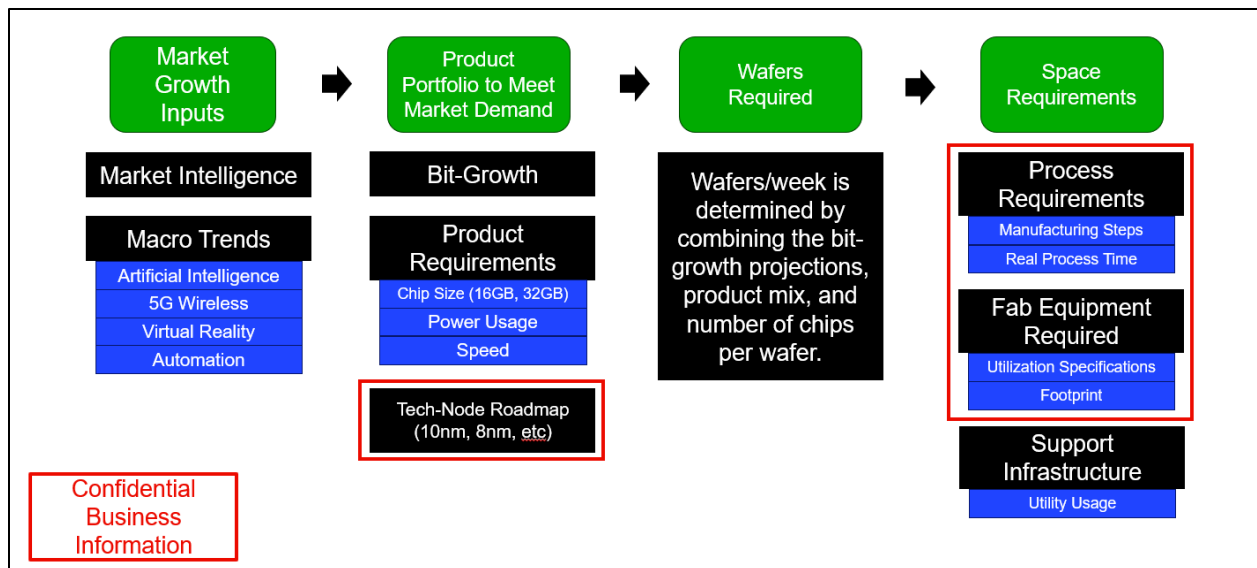 Market
Growth
Inputs
Product
Portfolio to Meet
Market Demand
Wafers
Required
Space
Requirements
Market Intelligence
Macro Trends
Artificial Intelligence
5G Wireless
Virtual Reality
Automation
Bit-Growth
Product
Requirements
Chip Size (16GB, 32GB)
Power Usage
Speed
Tech-Node Roadmap
(10nm, 8nm, etc)
Wafers/week is
determined by
combining the bit-
growth projections,
product mix, and
number of chips
per wafer.
Process
Requirements
Manufacturing Steps
Real Process Time
Fab Equipment
Required
Utilization Specifications
Footprint
Support
Infrastructure
Utility Usage
Confidential
Business
Information